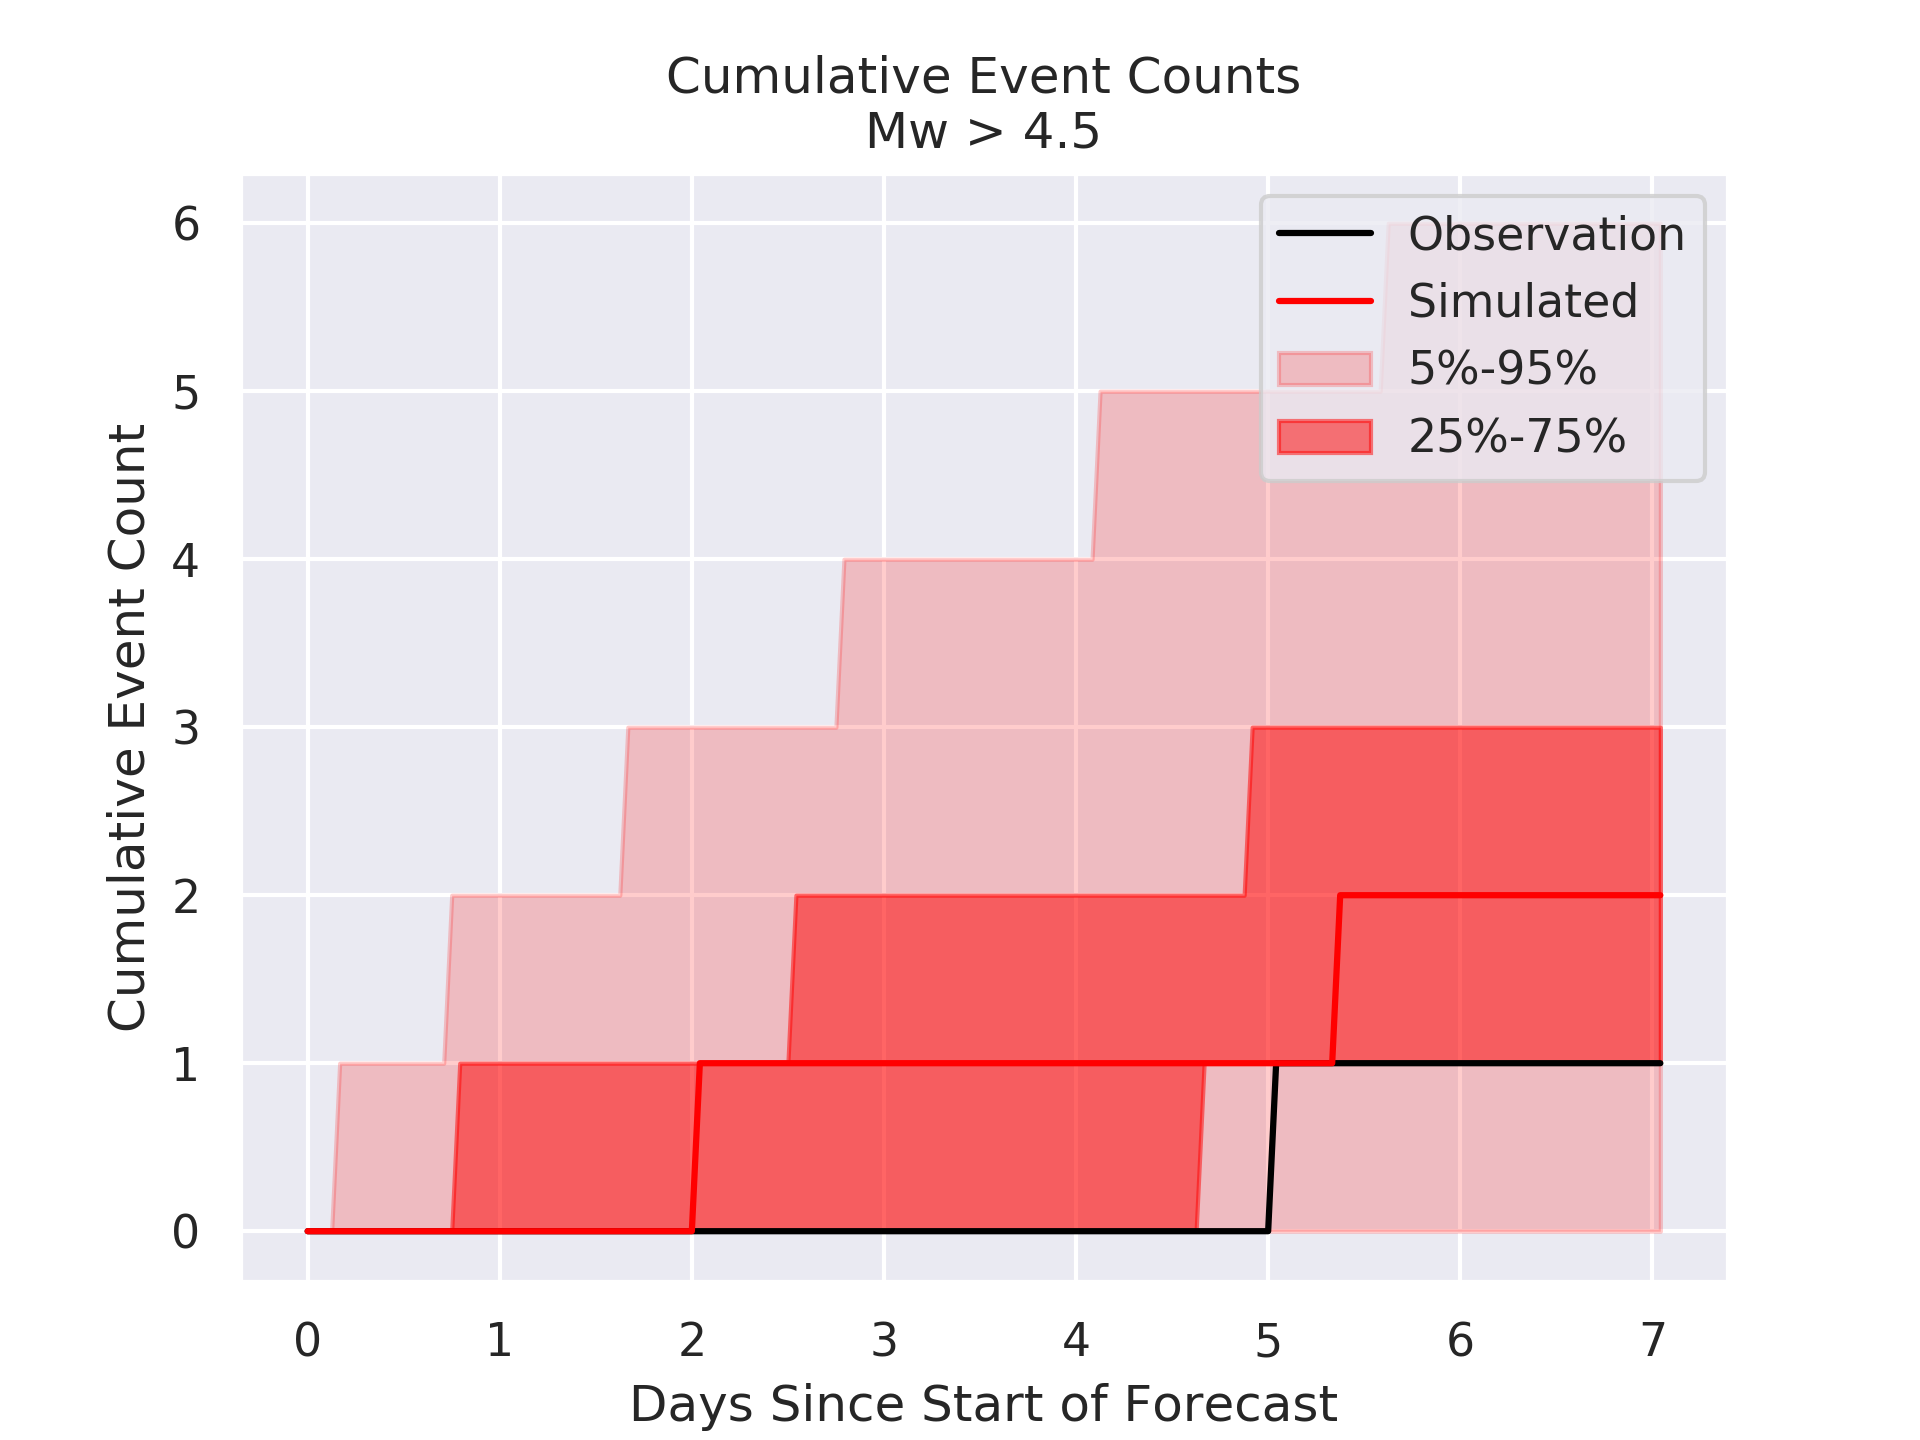 Cumulative Event Counts
Mw > 4.5
Cumulative Event Count
6
5
4
3
2
1
0
Observation
Simulated
5%-95%
25%-75%
0 1 2 3 4 5 6 7
Days Since Start of Forecast